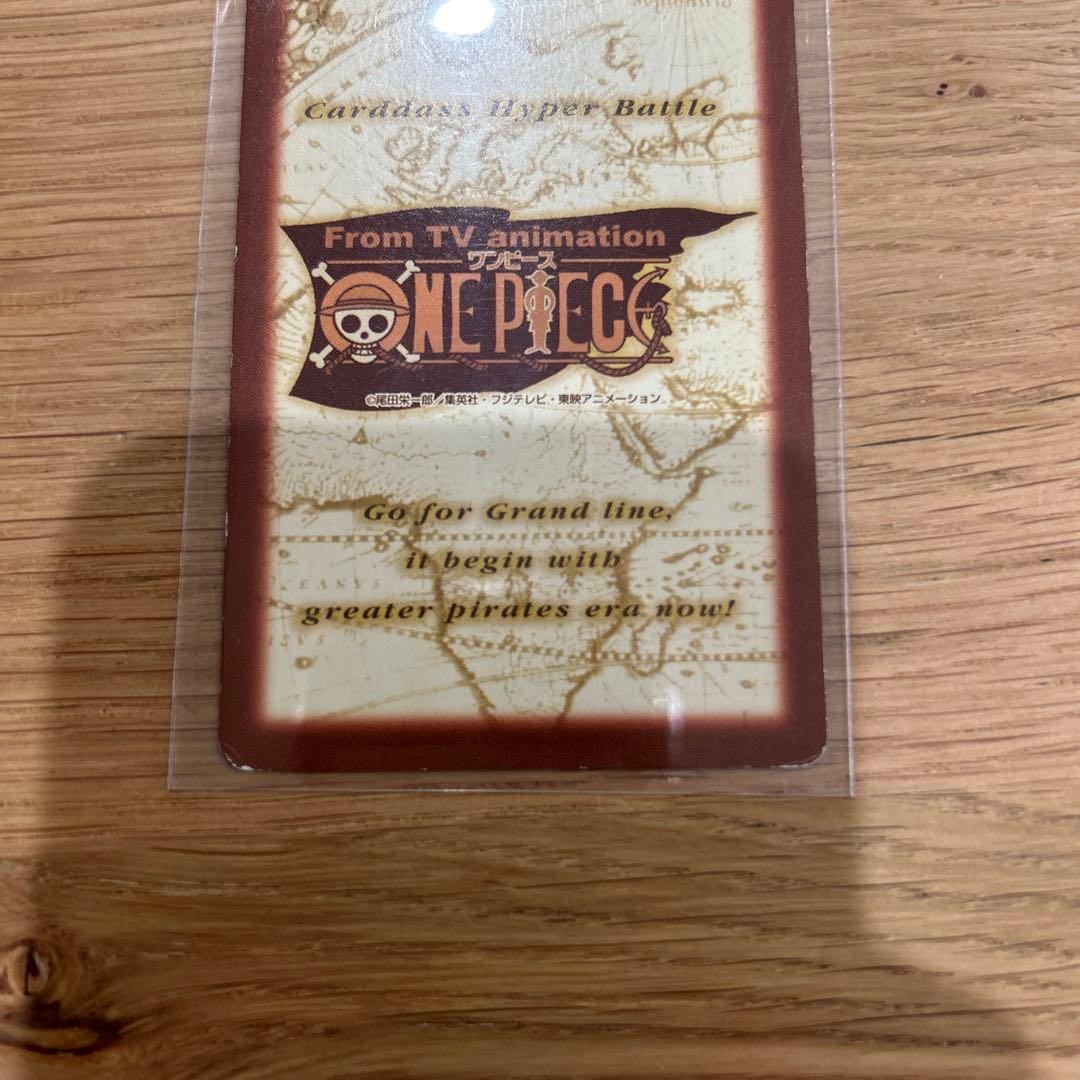 Carddass Hyper Battle
From TV animation
ワンピース
ONE PIECE
©尾田栄一郎／集英社・フジテレビ・東映アニメーション
Go for Grand line,
it begin with
greater pirates era now!